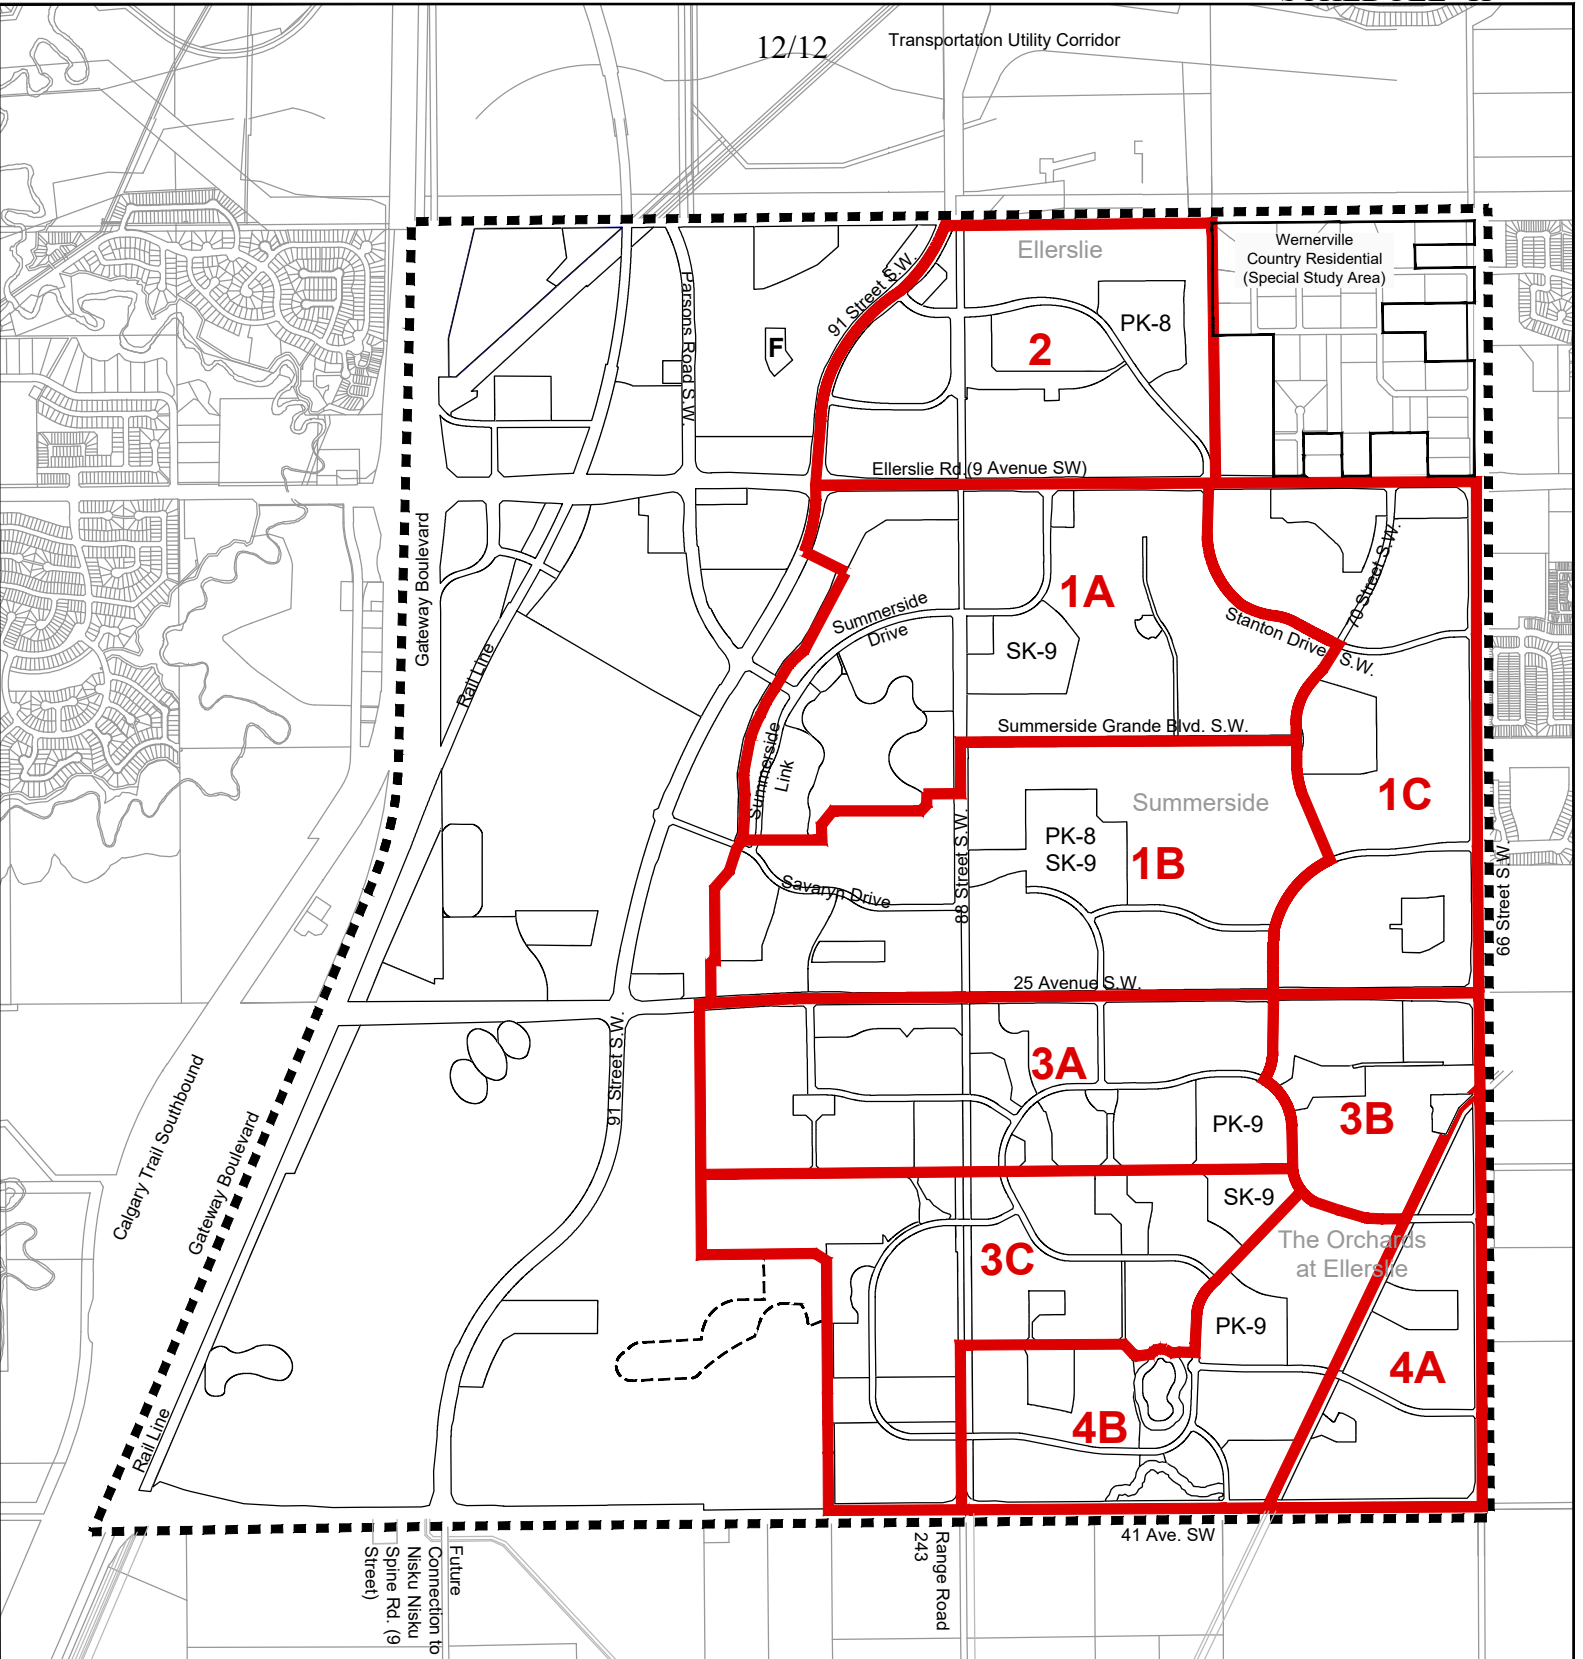 12/12
Transportation Utility Corridor
Ellerslie
Wernerville
Country Residential
(Special Study Area)
91 Street S.W.
Parsons Road S.W.
PK-8
F
2
Ellerslie Rd.(9 Avenue SW)
Gateway Boulevard
70 Street S.W.
1A
Summerside
Drive
Stanton Drive S.W.
SK-9
Rail Line
Summerside Grande Blvd. S.W.
Summerside
Link
1C
Summerside
PK-8
SK-9
1B
88 Street S.W.
Savaryn Drive
66 Street S.W.
25 Avenue S.W.
91 Street S.W.
3A
Calgary Trail Southbound
Gateway Boulevard
PK-9
3B
SK-9
The Orchards
at Ellerslie
3C
PK-9
4A
4B
Rail Line
41 Ave. SW
Range Road
243
Future
Connection to
Nisku Nisku
Spine Rd. (9
Street)